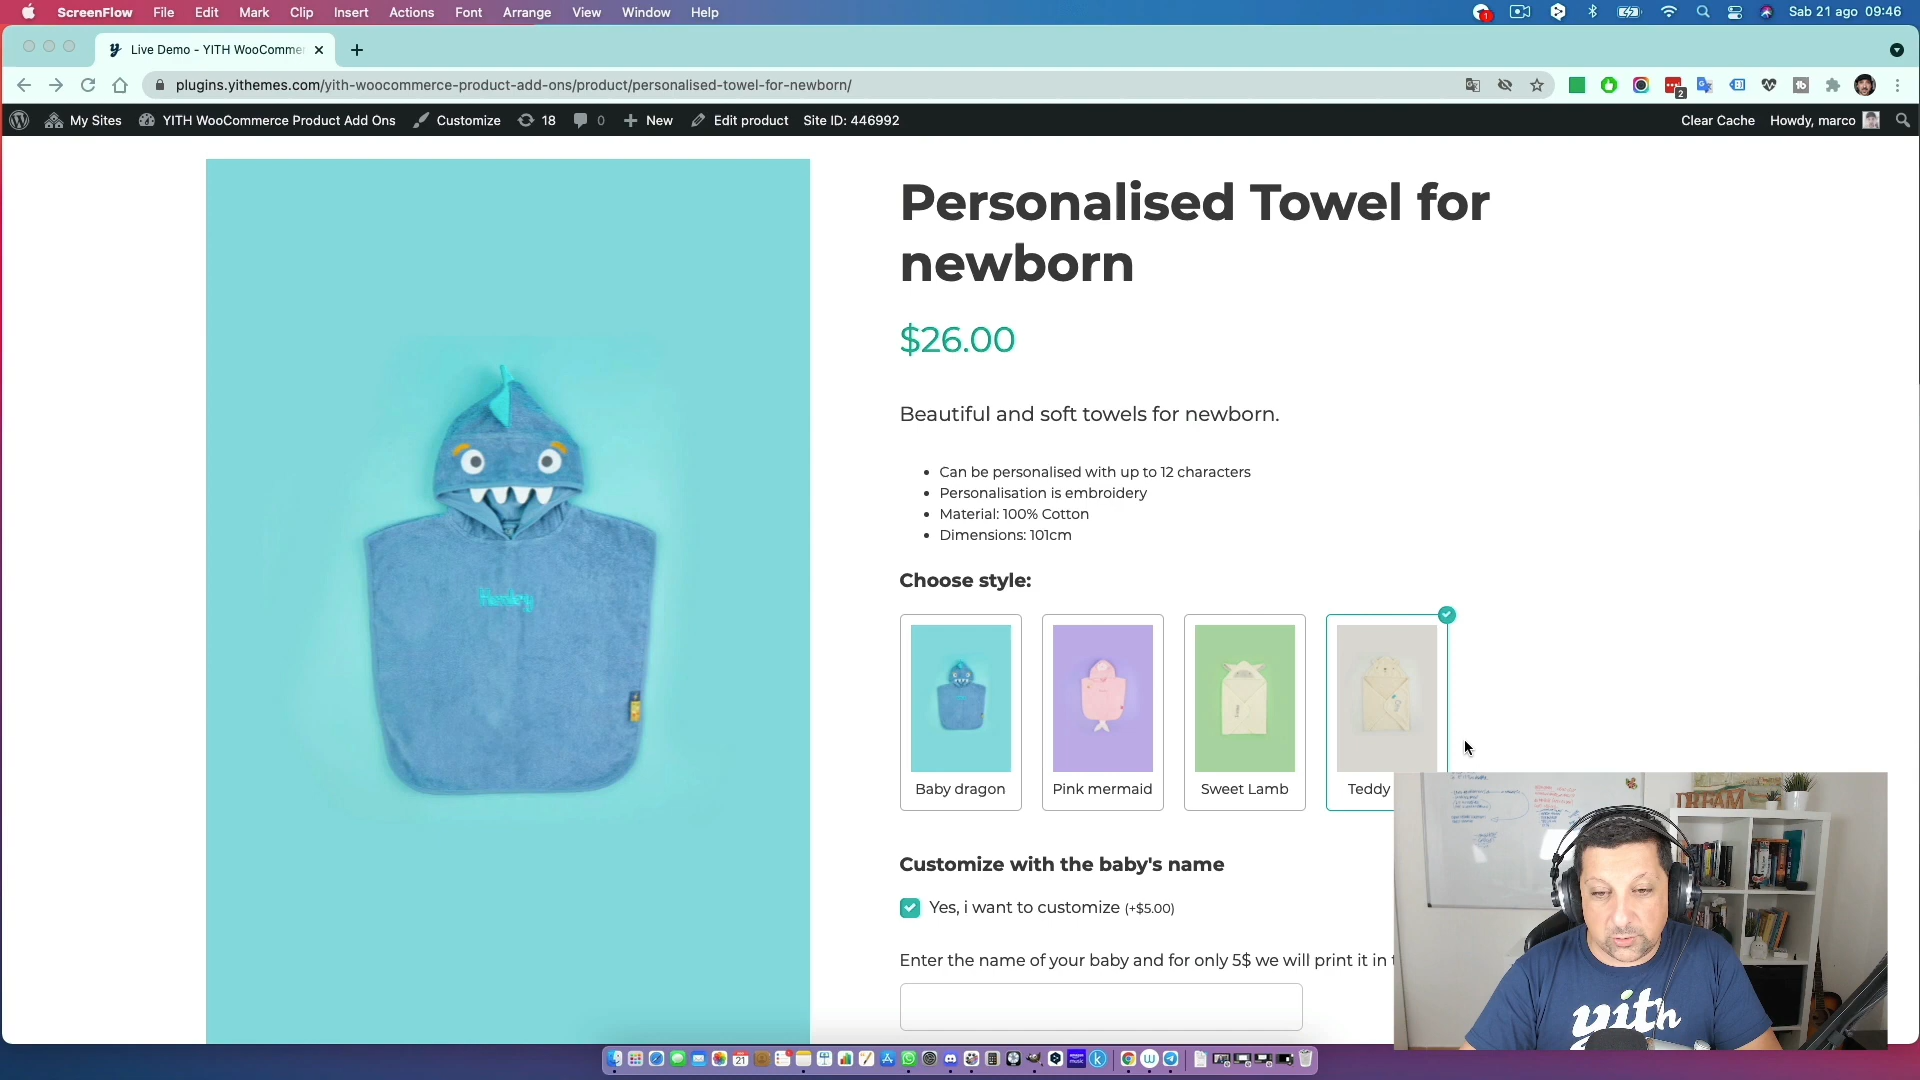 ScreenFlow File Edit Mark Clip Insert Actions Font Arrange View Window Help
1
Sab 21 ago 09:46
Live Demo - YITH WooComme
plugins.yithemes.com/yith-woocommerce-product-add-ons/product/personalised-towel-for-newborn/
2
My Sites YITH WooCommerce Product Add Ons Customize 18 0 New Edit product Site ID: 446992
Clear Cache Howdy, marco
Personalised Towel for
newborn
$26.00
Beautiful and soft towels for newborn.
Can be personalised with up to 12 characters
Personalisation is embroidery
Material: 100% Cotton
Dimensions: 101cm
Choose style:
Baby dragon
Pink mermaid
Sweet Lamb
Teddy
Customize with the baby's name
Yes, i want to customize (+$5.00)
Enter the name of your baby and for only 5$ we will print it in
DREAM
yith